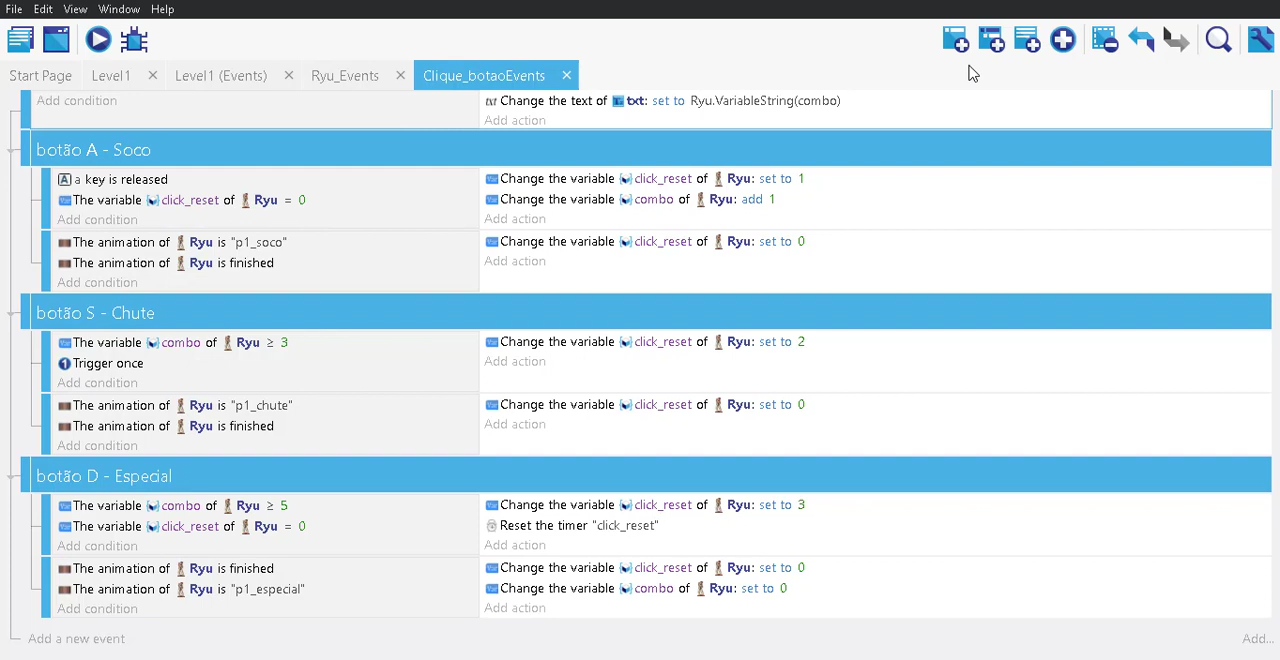 File Edit View Window Help
Start Page Level1 × Level1 (Events) × Ryu_Events × Clique_botaoEvents ×
Add condition
Change the text of txt: set to Ryu.VariableString(combo)
Add action
botão A - Soco
a key is released
The variable click_reset of Ryu = 0
Add condition
Change the variable click_reset of Ryu: set to 1
Change the variable combo of Ryu: add 1
Add action
The animation of Ryu is "p1_soco"
The animation of Ryu is finished
Add condition
Change the variable click_reset of Ryu: set to 0
Add action
botão S - Chute
The variable combo of Ryu ≥ 3
Trigger once
Add condition
Change the variable click_reset of Ryu: set to 2
Add action
The animation of Ryu is "p1_chute"
The animation of Ryu is finished
Add condition
Change the variable click_reset of Ryu: set to 0
Add action
botão D - Especial
The variable combo of Ryu ≥ 5
The variable click_reset of Ryu = 0
Add condition
Change the variable click_reset of Ryu: set to 3
Reset the timer "click_reset"
Add action
The animation of Ryu is finished
The animation of Ryu is "p1_especial"
Add condition
Change the variable click_reset of Ryu: set to 0
Change the variable combo of Ryu: set to 0
Add action
Add a new event
Add...